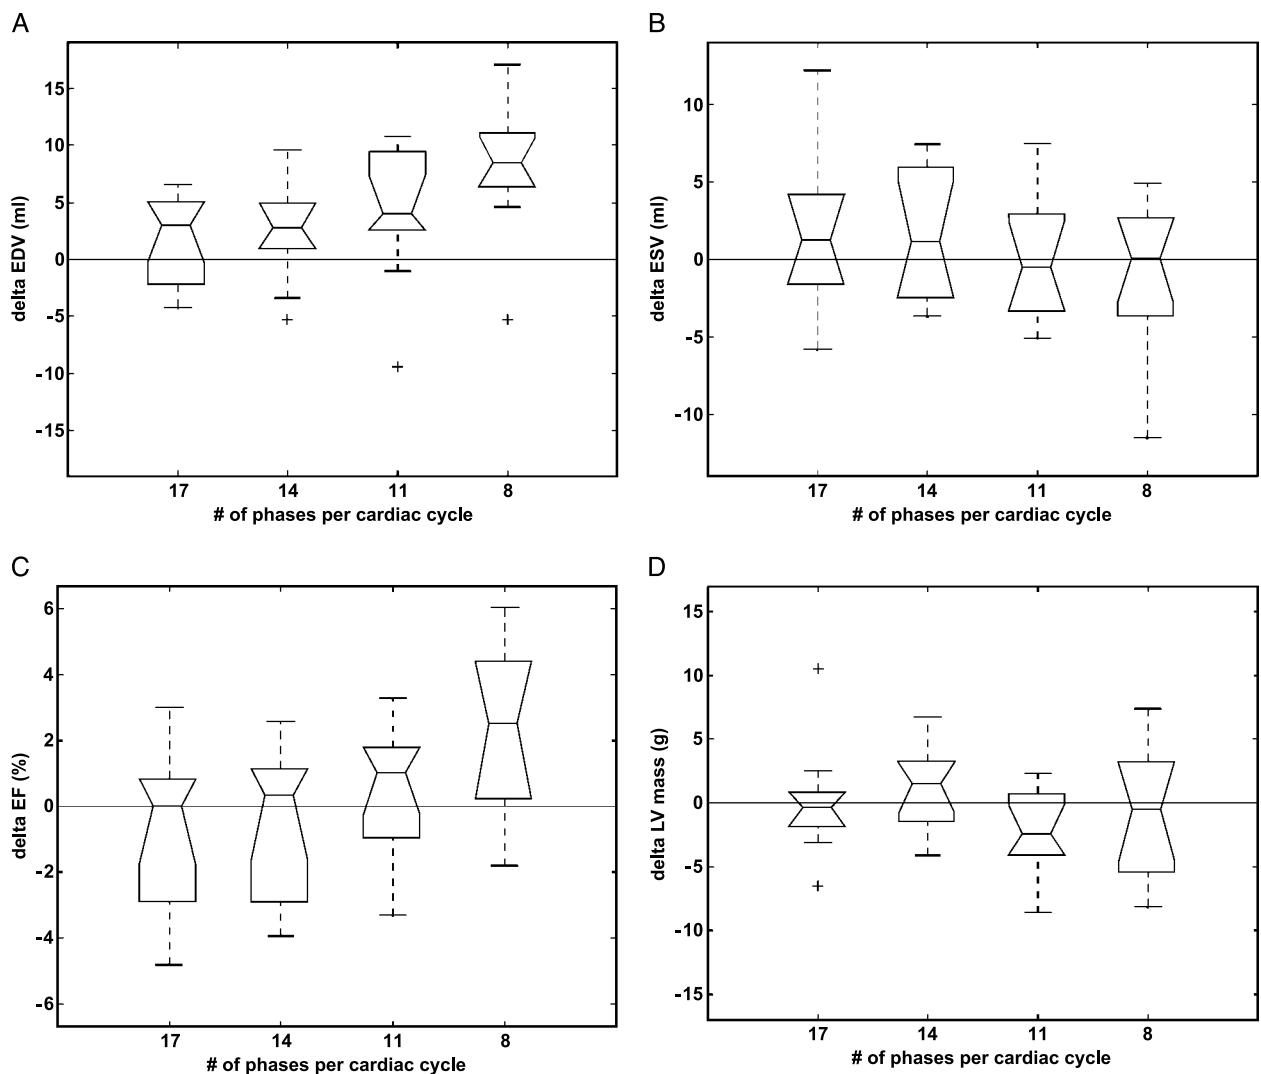 A
delta EDV (ml)
15
10
5
0
-5
-10
-15
17 14 11 8
# of phases per cardiac cycle
B
delta ESV (ml)
10
5
0
-5
-10
17 14 11 8
# of phases per cardiac cycle
C
delta EF (%)
6
4
2
0
-2
-4
-6
17 14 11 8
# of phases per cardiac cycle
D
delta LV mass (g)
15
10
5
0
-5
-10
-15
17 14 11 8
# of phases per cardiac cycle